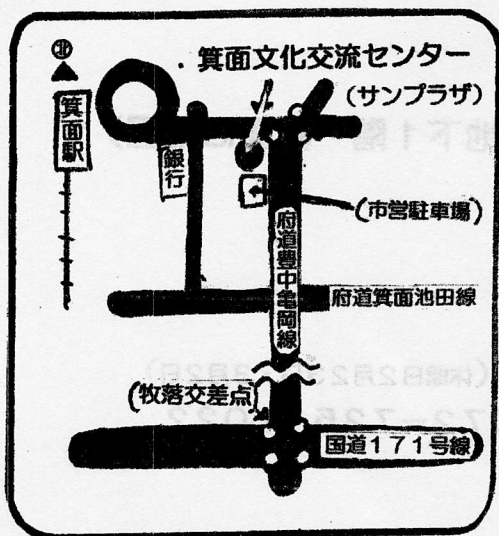 北
箕面文化交流センター
(サンプラザ)
箕面駅
銀行
(市営駐車場)
府道豊中亀岡線
府道箕面池田線
(牧落交差点)
国道171号線